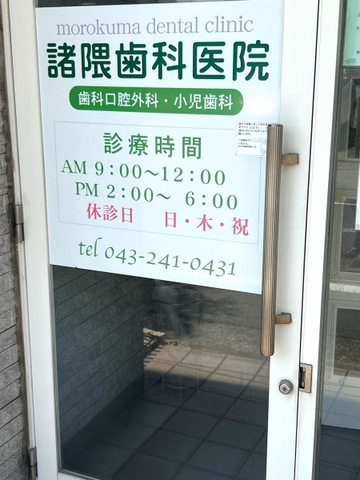 morokuma dental clinic
諸隈歯科医院
歯科口腔外科・小児歯科
診療時間
AM 9:00～12:00
PM 2:00～ 6:00
休診日 日・木・祝
tel 043-241-0431